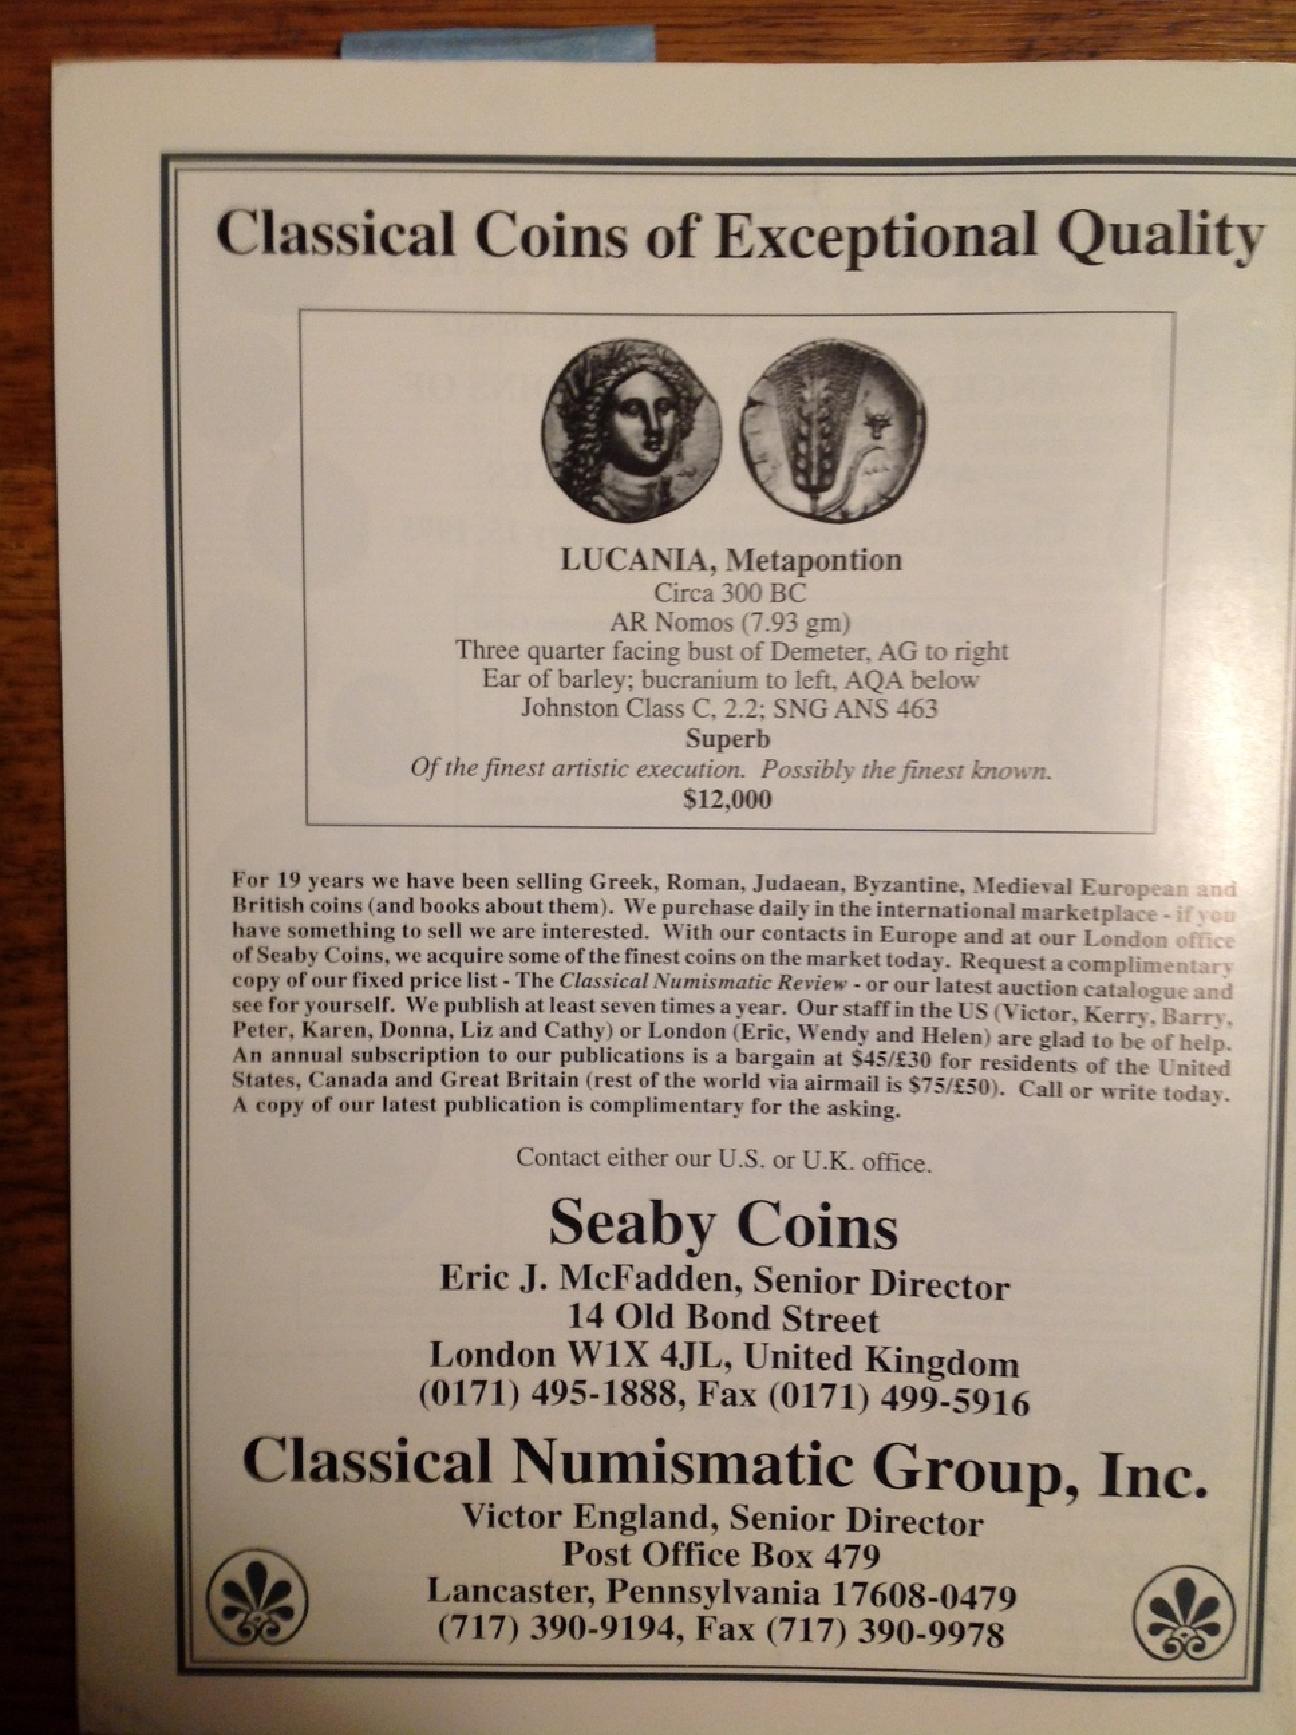 Classical Coins of Exceptional Quality
LUCANIA, Metapontion
Circa 300 BC
AR Nomos (7.93 gm)
Three quarter facing bust of Demeter, AG to right
Ear of barley; bucranium to left, AQA below
Johnston Class C, 2.2; SNG ANS 463
Superb
Of the finest artistic execution. Possibly the finest known.
$12,000
For 19 years we have been selling Greek, Roman, Judaean, Byzantine, Medieval European and
British coins (and books about them). We purchase daily in the international marketplace - if you
have something to sell we are interested. With our contacts in Europe and at our London office
of Seaby Coins, we acquire some of the finest coins on the market today. Request a complimentary
copy of our fixed price list - The Classical Numismatic Review - or our latest auction catalogue and
see for yourself. We publish at least seven times a year. Our staff in the US (Victor, Kerry, Barry,
Peter, Karen, Donna, Liz and Cathy) or London (Eric, Wendy and Helen) are glad to be of help.
An annual subscription to our publications is a bargain at $45/£30 for residents of the United
States, Canada and Great Britain (rest of the world via airmail is $75/£50). Call or write today.
A copy of our latest publication is complimentary for the asking.
Contact either our U.S. or U.K. office.
Seaby Coins
Eric J. McFadden, Senior Director
14 Old Bond Street
London W1X 4JL, United Kingdom
(0171) 495-1888, Fax (0171) 499-5916
Classical Numismatic Group, Inc.
Victor England, Senior Director
Post Office Box 479
Lancaster, Pennsylvania 17608-0479
(717) 390-9194, Fax (717) 390-9978